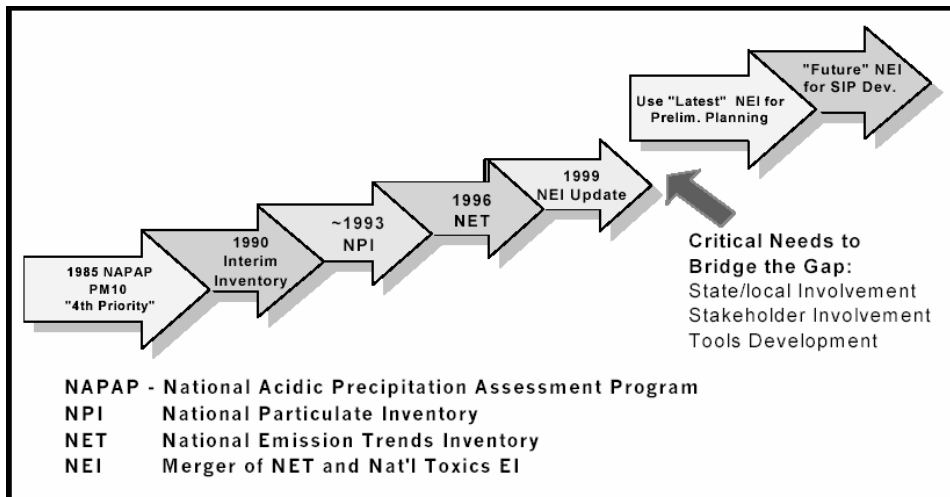 1985 NAPAP
PM10
"4th Priority"
1990
Interim
Inventory
~1993
NPI
1996
NET
1999
NEI Update
Use "Latest" NEI for
Prelim. Planning
"Future" NEI
for SIP Dev.
Critical Needs to
Bridge the Gap:
State/local Involvement
Stakeholder Involvement
Tools Development
NAPAP - National Acidic Precipitation Assessment Program
NPI National Particulate Inventory
NET National Emission Trends Inventory
NEI Merger of NET and Nat'l Toxics EI